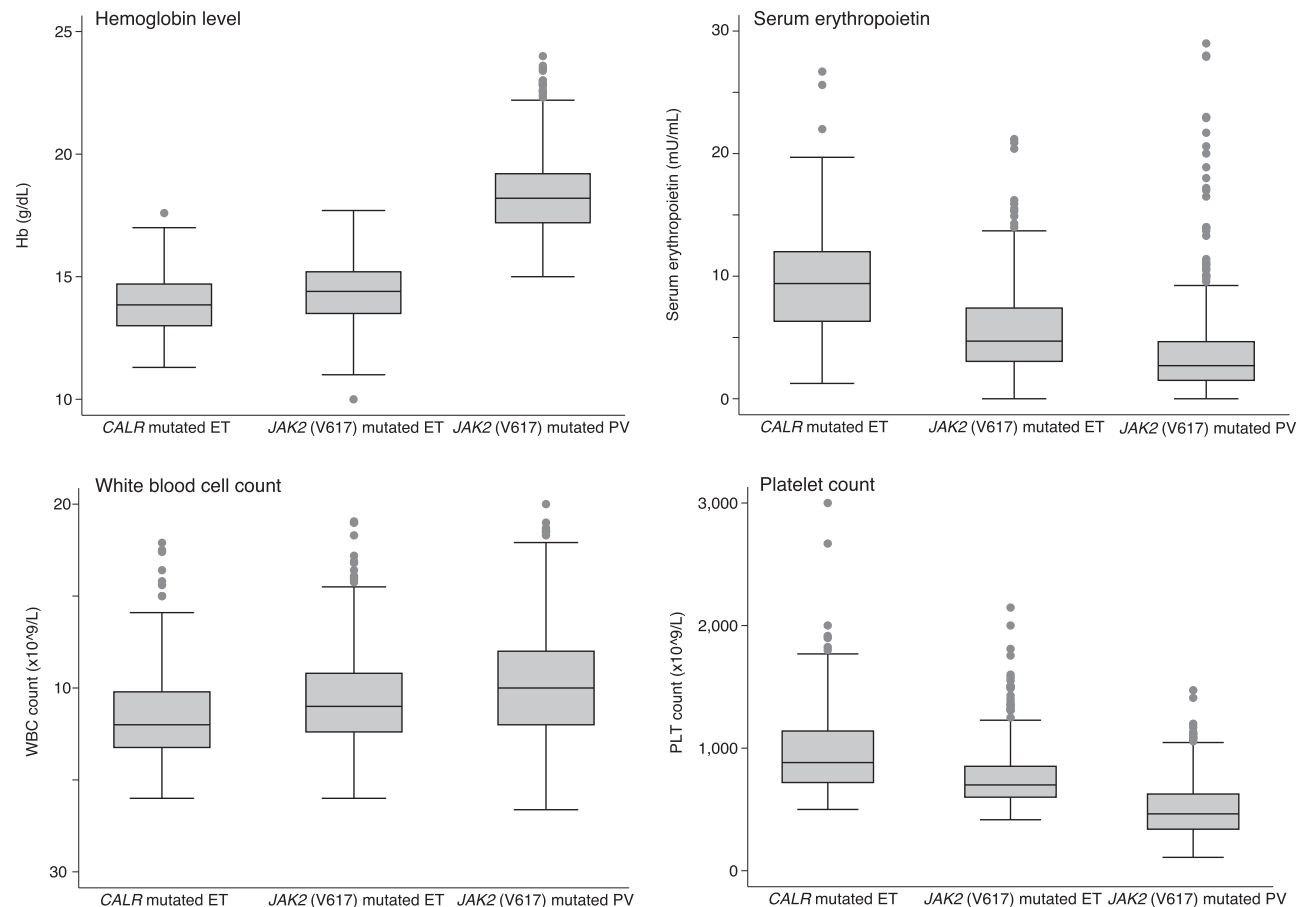 Hemoglobin level
25
20
15
10
Hb (g/dL)
CALR mutated ET
JAK2 (V617) mutated ET
JAK2 (V617) mutated PV
Serum erythropoietin
30
20
10
0
Serum erythropoietin (mU/mL)
CALR mutated ET
JAK2 (V617) mutated ET
JAK2 (V617) mutated PV
White blood cell count
20
10
30
WBC count (x10^9/L)
CALR mutated ET
JAK2 (V617) mutated ET
JAK2 (V617) mutated PV
Platelet count
3,000
2,000
1,000
0
PLT count (x10^9/L)
CALR mutated ET
JAK2 (V617) mutated ET
JAK2 (V617) mutated PV